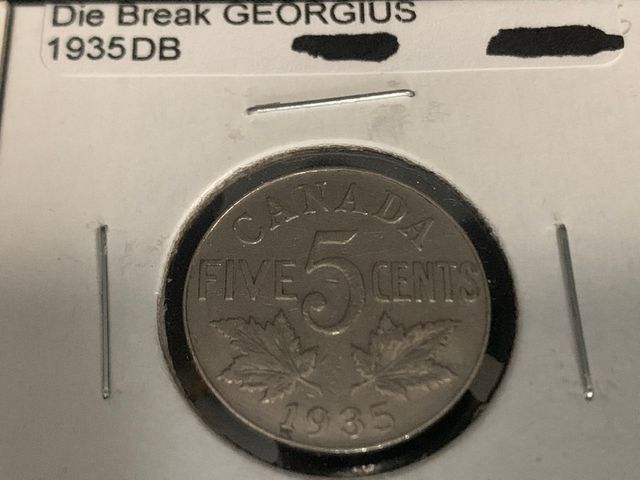 Die Break GEORGIUS
1935DB
CANADA
FIVE 5 CENTS
1935